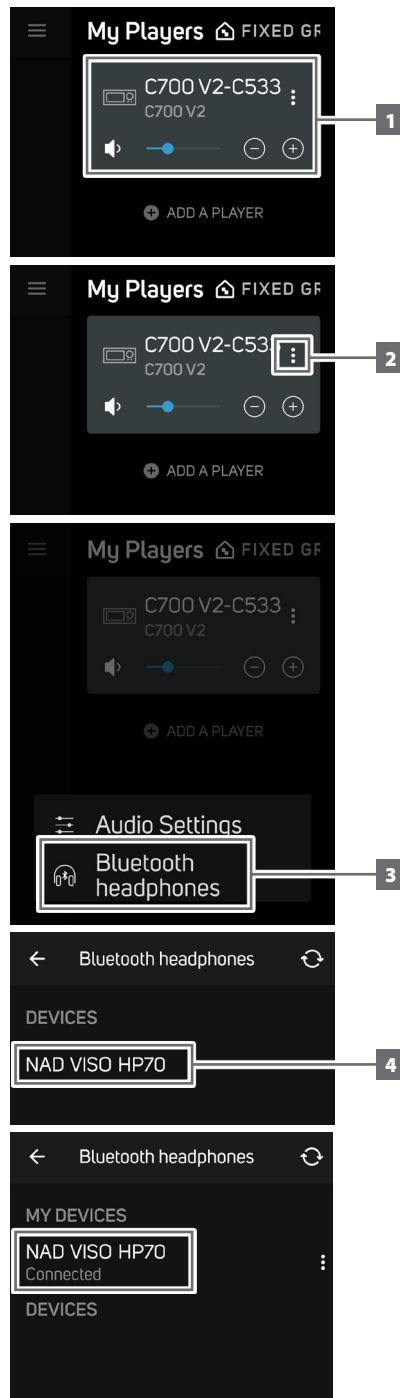 My Players FIXED GR
C700 V2-C533
C700 V2
1
ADD A PLAYER
My Players FIXED GR
C700 V2-C53
C700 V2
2
ADD A PLAYER
My Players FIXED GR
C700 V2-C533
C700 V2
ADD A PLAYER
Audio Settings
Bluetooth
headphones
3
Bluetooth headphones
DEVICES
NAD VISO HP70
4
Bluetooth headphones
MY DEVICES
NAD VISO HP70
Connected
DEVICES